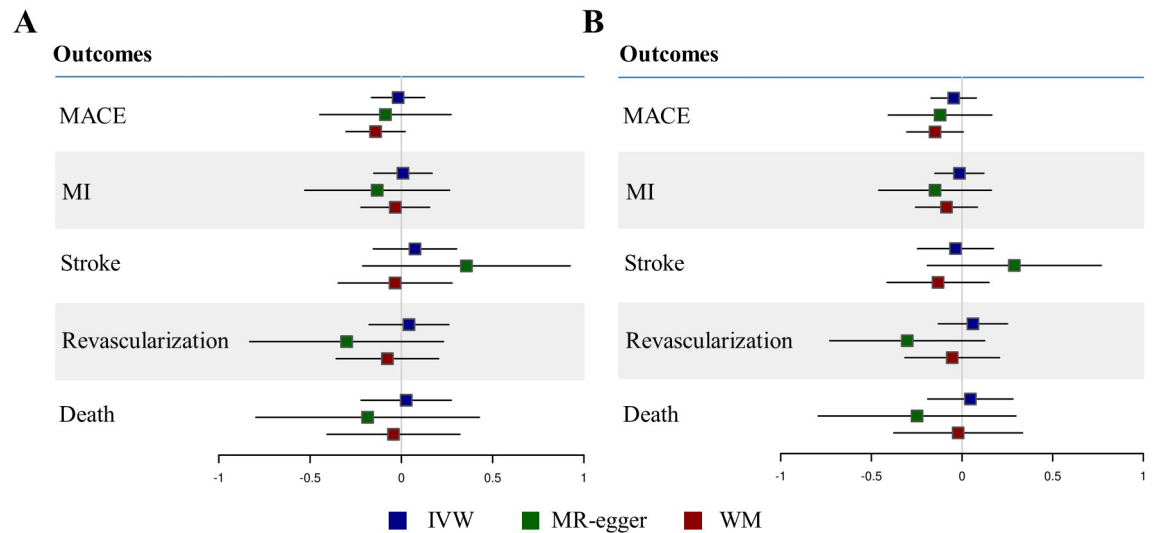 A
Outcomes
MACE
MI
Stroke
Revascularization
Death
-1 -0.5 0 0.5 1
B
Outcomes
MACE
MI
Stroke
Revascularization
Death
-1 -0.5 0 0.5 1
IVW MR-egger WM